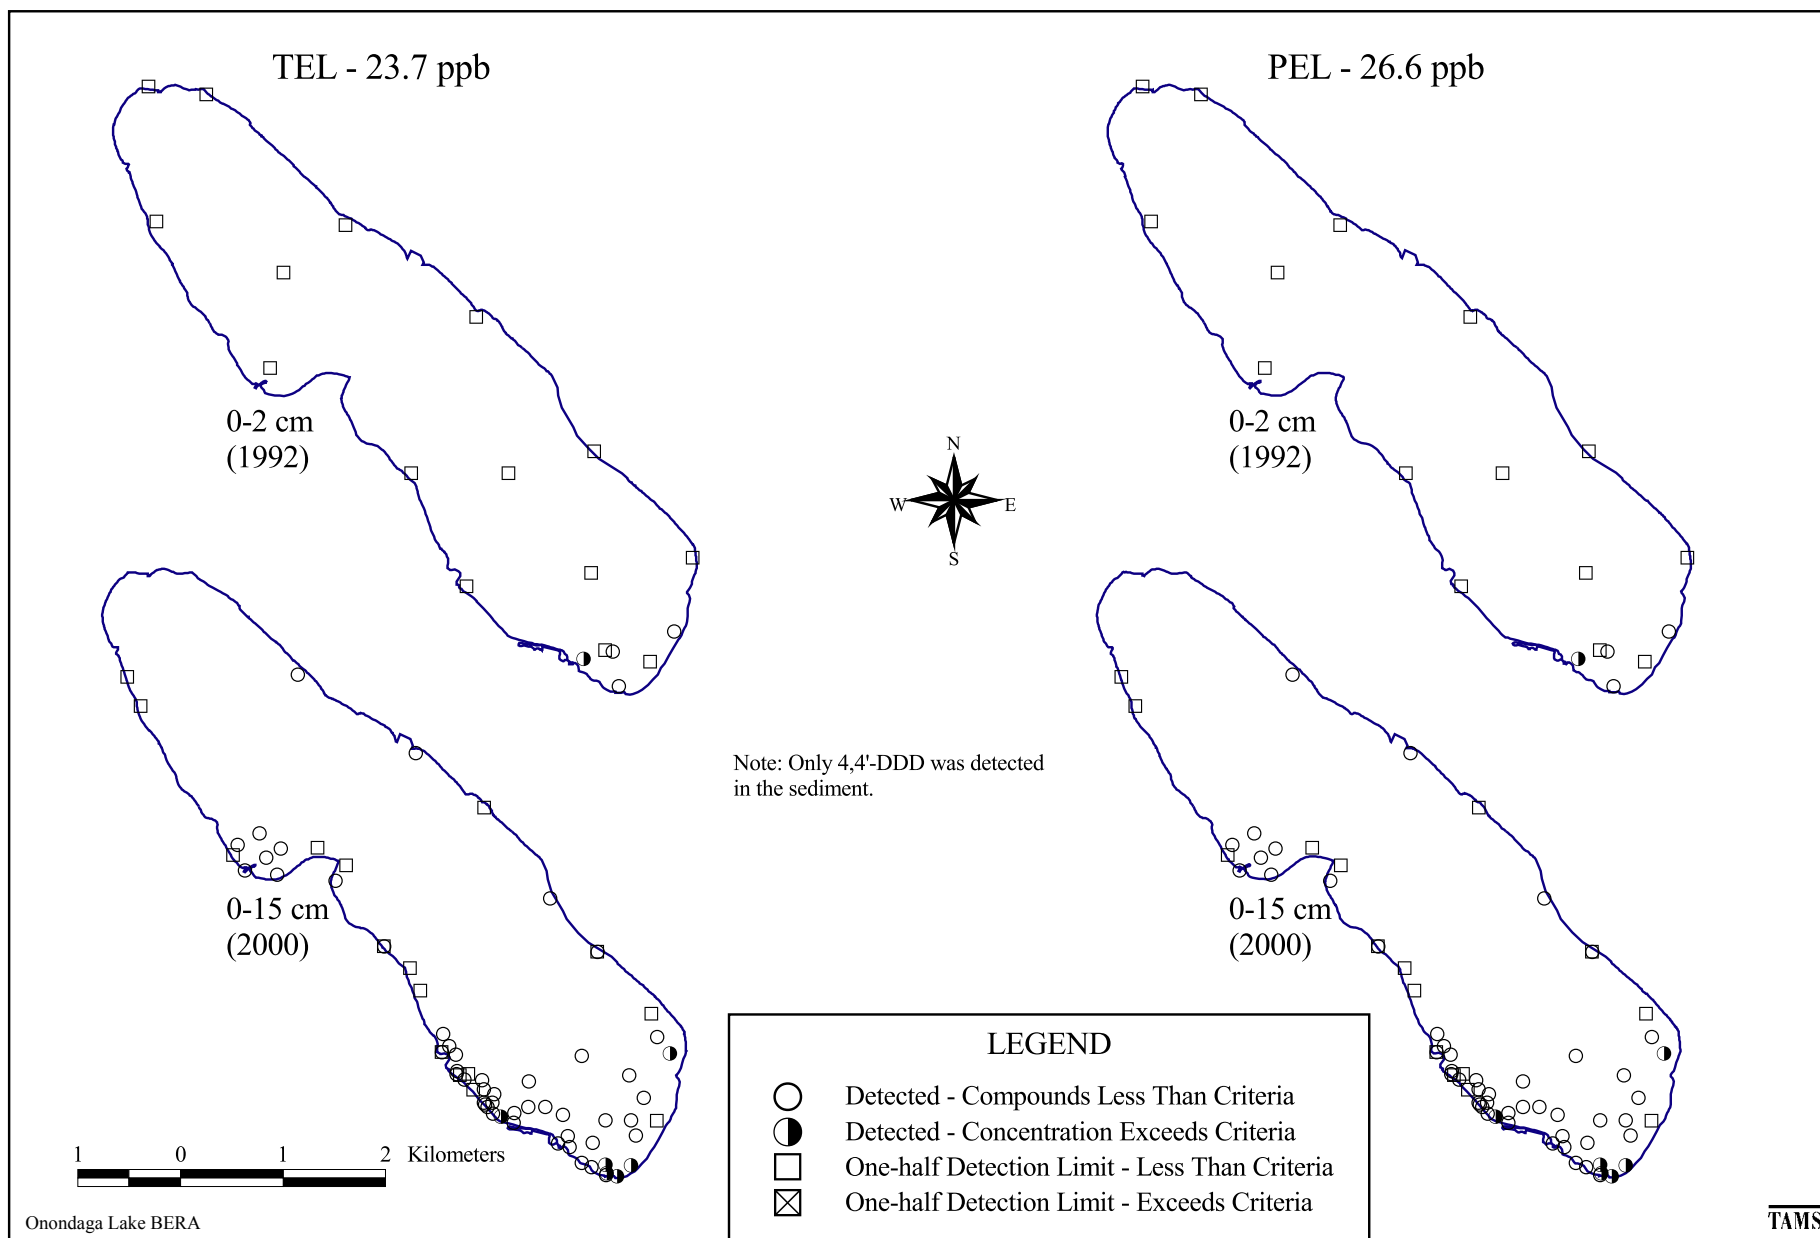 TEL - 23.7 ppb
PEL - 26.6 ppb
0-2 cm
(1992)
0-2 cm
(1992)
N
W
E
S
Note: Only 4,4'-DDD was detected
in the sediment.
0-15 cm
(2000)
0-15 cm
(2000)
LEGEND
Detected - Compounds Less Than Criteria
Detected - Concentration Exceeds Criteria
One-half Detection Limit - Less Than Criteria
One-half Detection Limit - Exceeds Criteria
1 0 1 2 Kilometers
Onondaga Lake BERA
TAMS